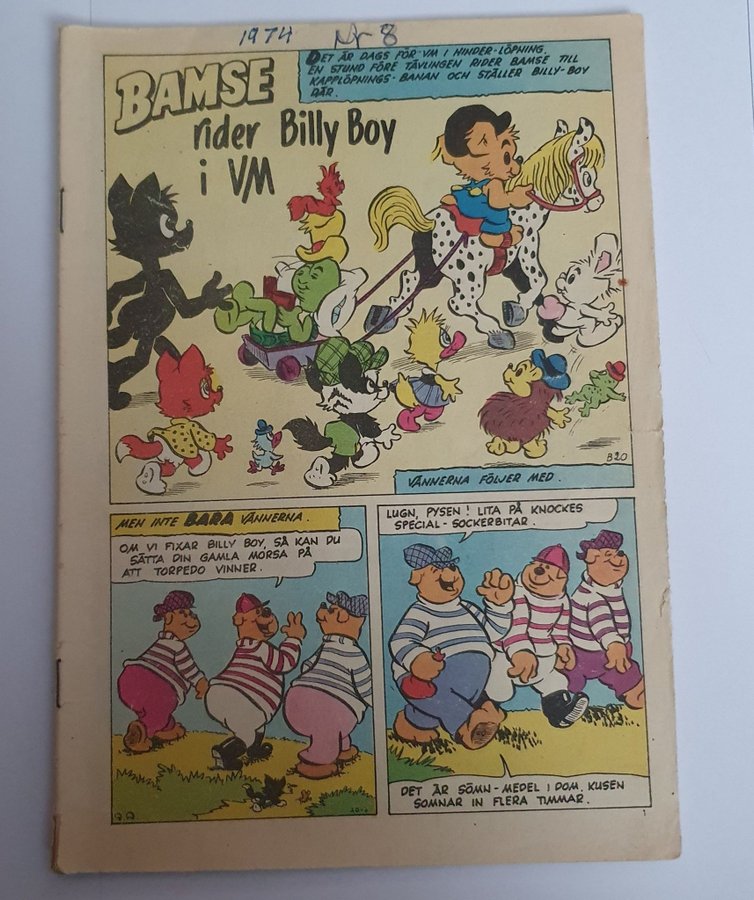 1974 Nr 8
DET ÄR DAGS FÖR VM I HINDER-LÖPNING.
EN STUND FÖRE TÄVLINGEN RIDER BAMSE TILL
KAPPLÖPNINGS-BANAN OCH STÄLLER BILLY-BOY
DÄR.
BAMSE
rider Billy Boy
i VM
820
VÄNNERNA FÖLJER MED.
MEN INTE BARA VÄNNERNA.
OM VI FIXAR BILLY BOY, SÅ KAN DU
SÄTTA DIN GAMLA MORSA PÅ
ATT TORPEDO VINNER.
LUGN, PYSEN! LITA PÅ KNOCKES
SPECIAL-SOCKERBITAR.
DET ÄR SÖMN-MEDEL I DOM. KUSEN
SOMNAR IN FLERA TIMMAR.
1